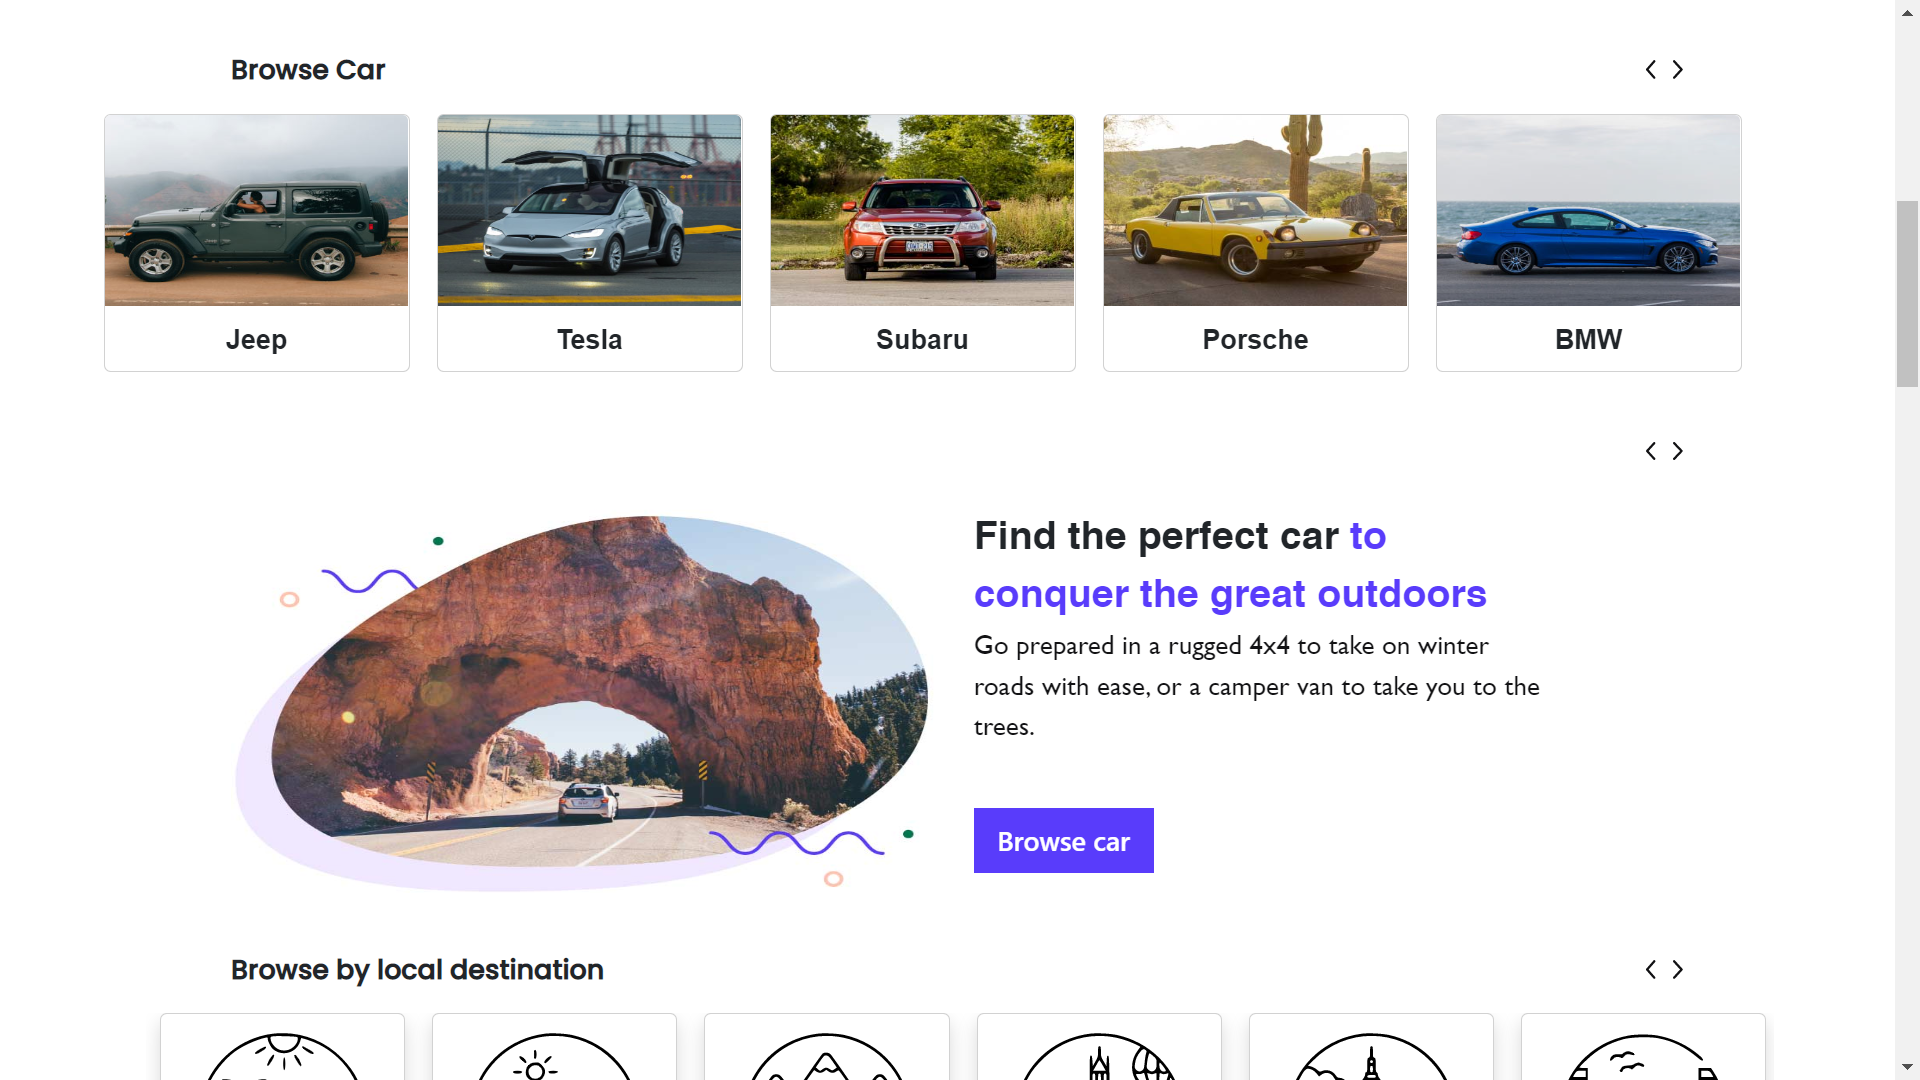 Browse Car
Jeep
Tesla
Subaru
Porsche
BMW
Find the perfect car to
conquer the great outdoors
Go prepared in a rugged 4x4 to take on winter
roads with ease, or a camper van to take you to the
trees.
Browse car
Browse by local destination